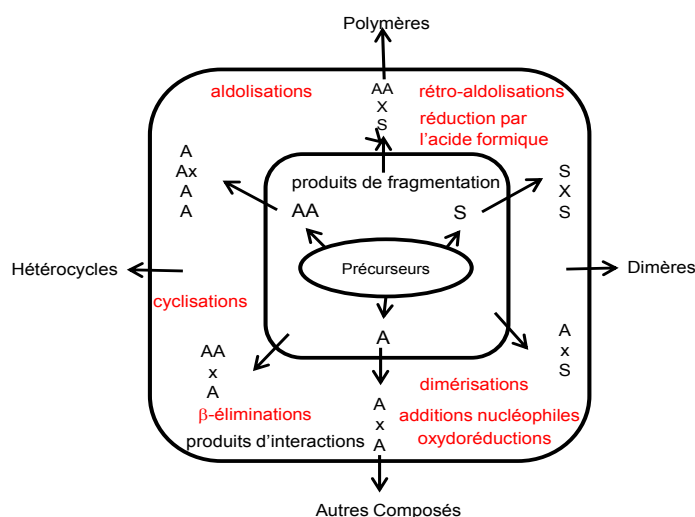 Polymères
aldolisations
AA
X
S
rétro-aldolisations
réduction par
l'acide formique
A
Ax
A
A
produits de fragmentation
S
X
S
AA
S
Hétérocycles
Précurseurs
Dimères
cyclisations
A
AA
x
A
A
x
S
dimérisations
β-éliminations
A
x
A
additions nucléophiles
produits d'interactions
oxydoréductions
Autres Composés